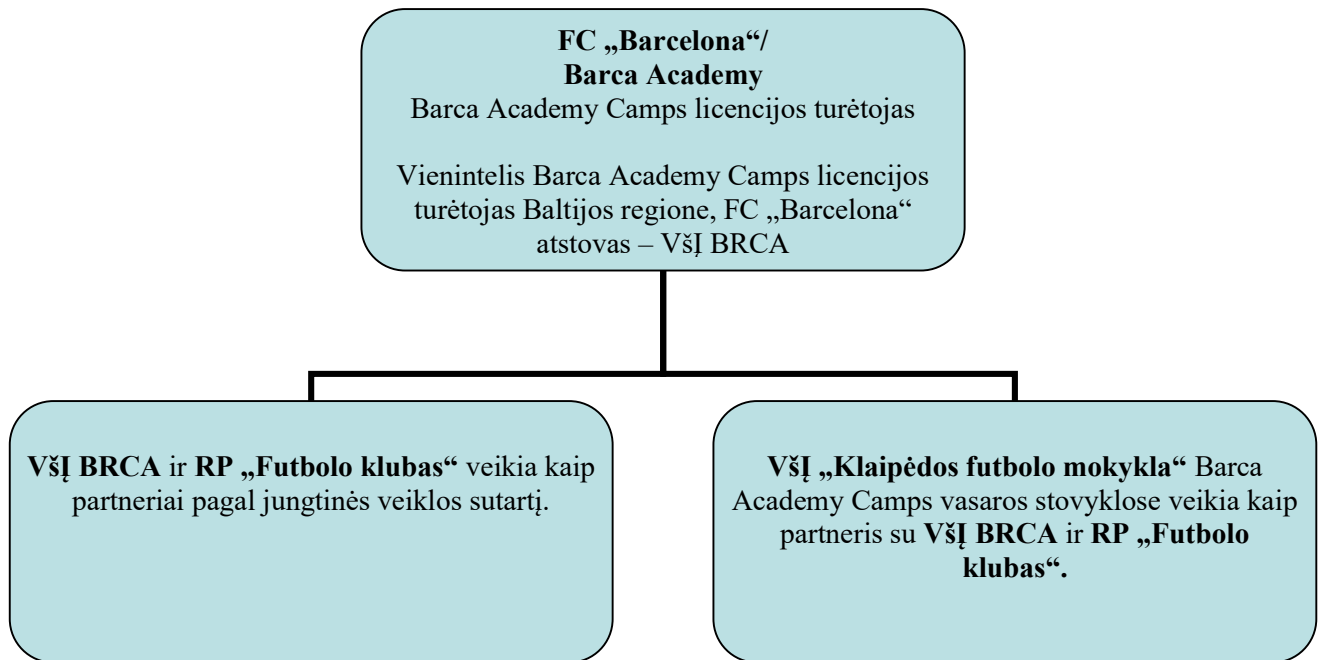 FC „Barcelona“/
Barca Academy
Barca Academy Camps licencijos turėtojas
Vienintelis Barca Academy Camps licencijos
turėtojas Baltijos regione, FC „Barcelona“
atstovas – VšĮ BRCA
VšĮ BRCA ir RP „Futbolo klubas“ veikia kaip
partneriai pagal jungtinės veiklos sutartį.
VšĮ „Klaipėdos futbolo mokykla“ Barca
Academy Camps vasaros stovyklose veikia kaip
partneris su VšĮ BRCA ir RP „Futbolo
klubas“.